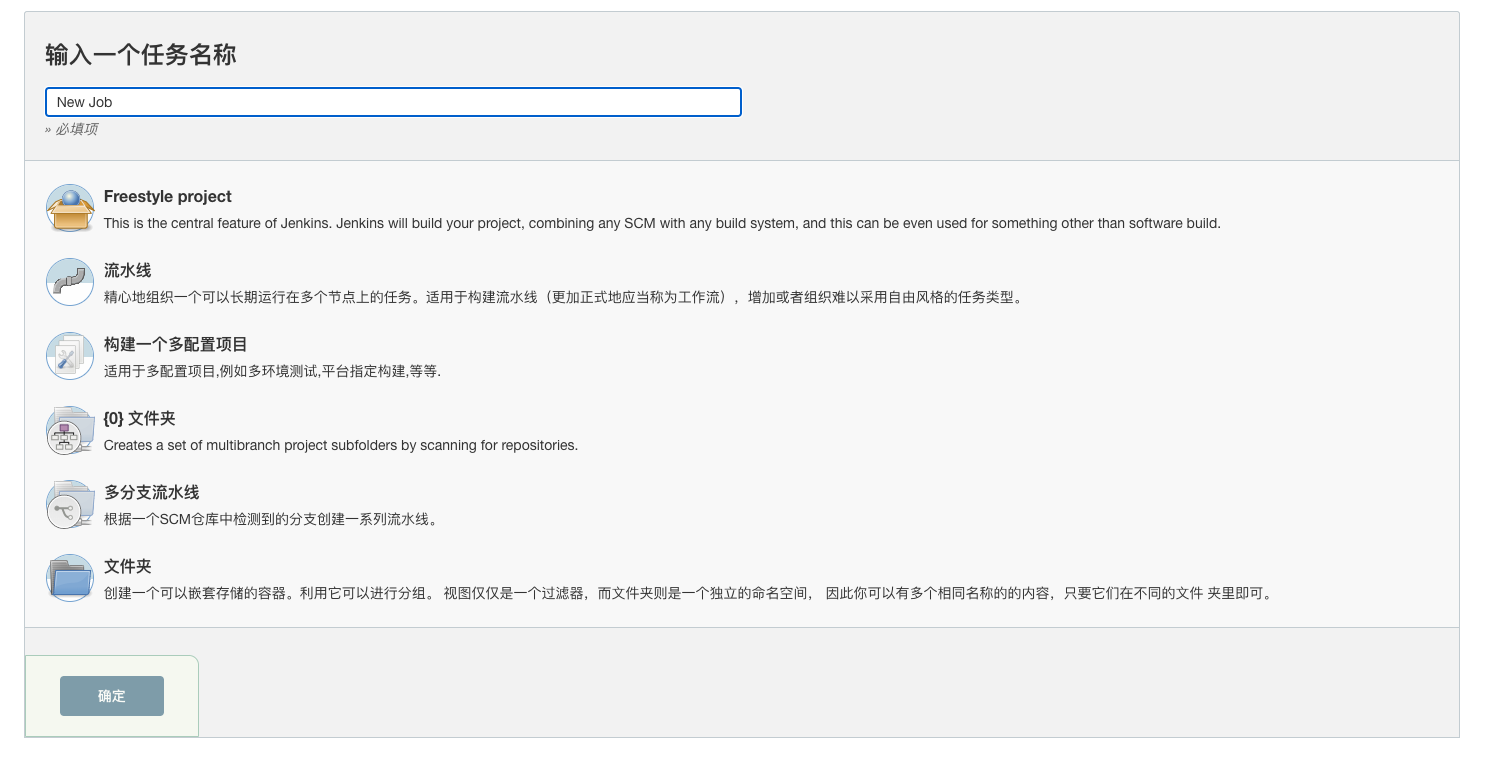 输入一个任务名称
New Job
» 必填项
Freestyle project
This is the central feature of Jenkins. Jenkins will build your project, combining any SCM with any build system, and this can be even used for something other than software build.
流水线
精心地组织一个可以长期运行在多个节点上的任务。适用于构建流水线（更加正式地应当称为工作流），增加或者组织难以采用自由风格的任务类型。
构建一个多配置项目
适用于多配置项目,例如多环境测试,平台指定构建,等等.
{0} 文件夹
Creates a set of multibranch project subfolders by scanning for repositories.
多分支流水线
根据一个SCM仓库中检测到的分支创建一系列流水线。
文件夹
创建一个可以嵌套存储的容器。利用它可以进行分组。 视图仅仅是一个过滤器，而文件夹则是一个独立的命名空间， 因此你可以有多个相同名称的的内容，只要它们在不同的文件 夹里即可。
确定